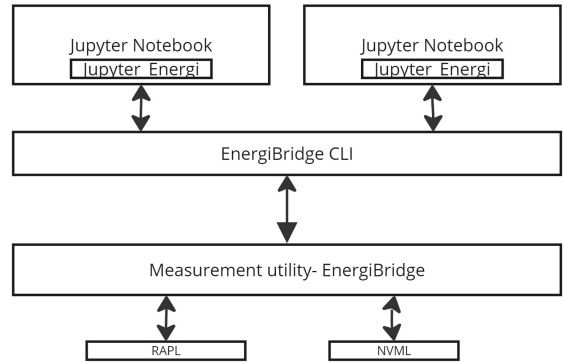 Jupyter Notebook
Jupyter_Energi
Jupyter Notebook
Jupyter_Energi
EnergiBridge CLI
Measurement utility- EnergiBridge
RAPL
NVML